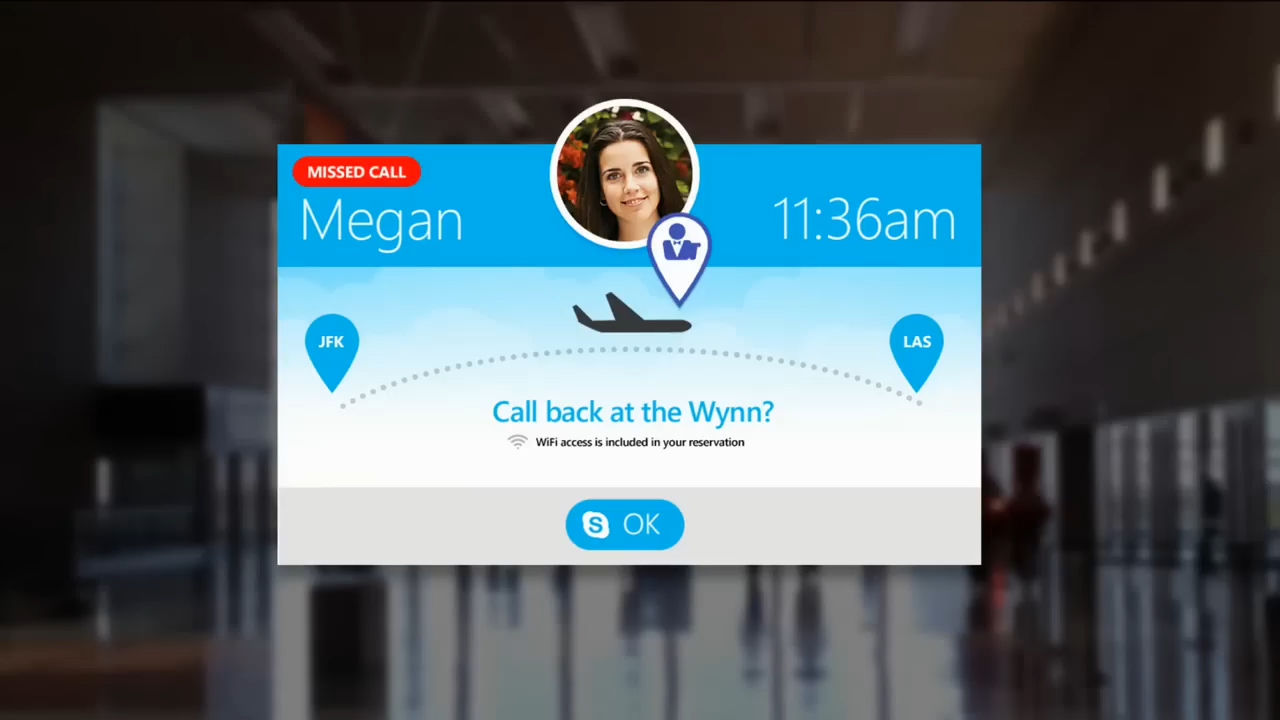 MISSED CALL
Megan
11:36am
JFK
LAS
Call back at the Wynn?
WiFi access is included in your reservation
S OK